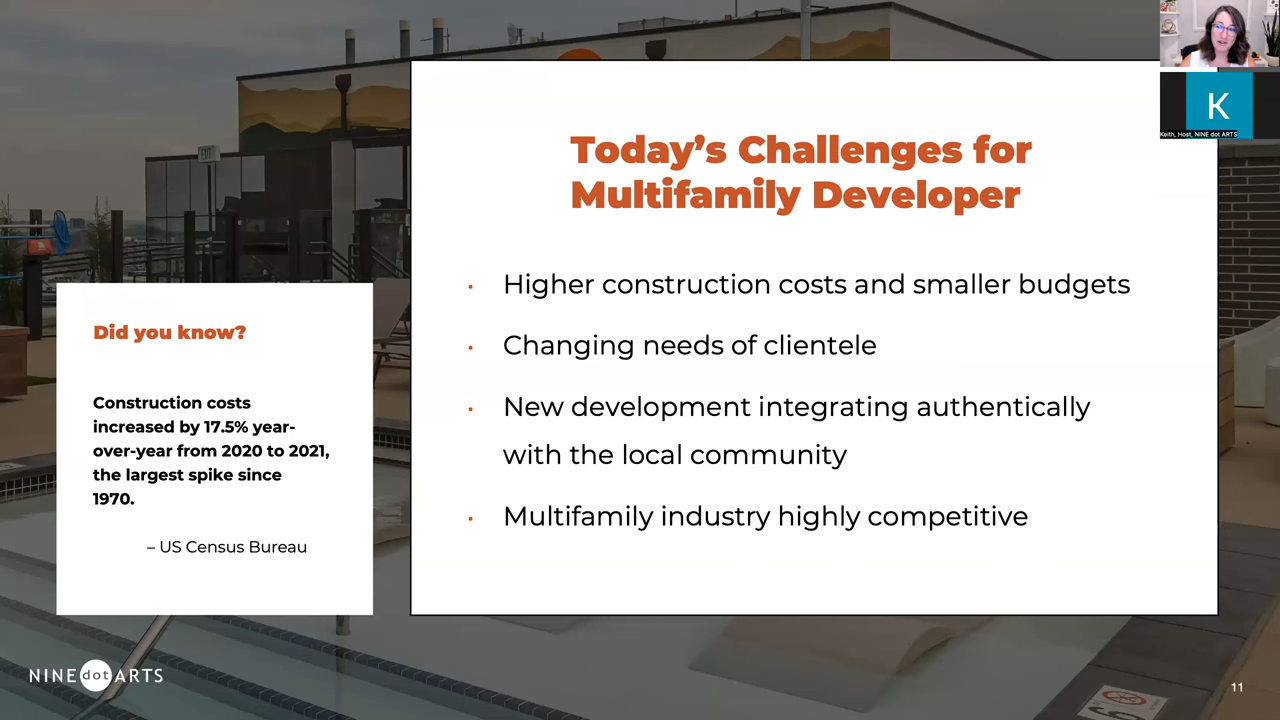 Today's Challenges for
Multifamily Developer
• Higher construction costs and smaller budgets
• Changing needs of clientele
• New development integrating authentically
with the local community
• Multifamily industry highly competitive
Did you know?
Construction costs
increased by 17.5% year-
over-year from 2020 to 2021,
the largest spike since
1970.
– US Census Bureau
NINE dot ARTS
11
K
Keith, Host, NINE dot ARTS
EXIT